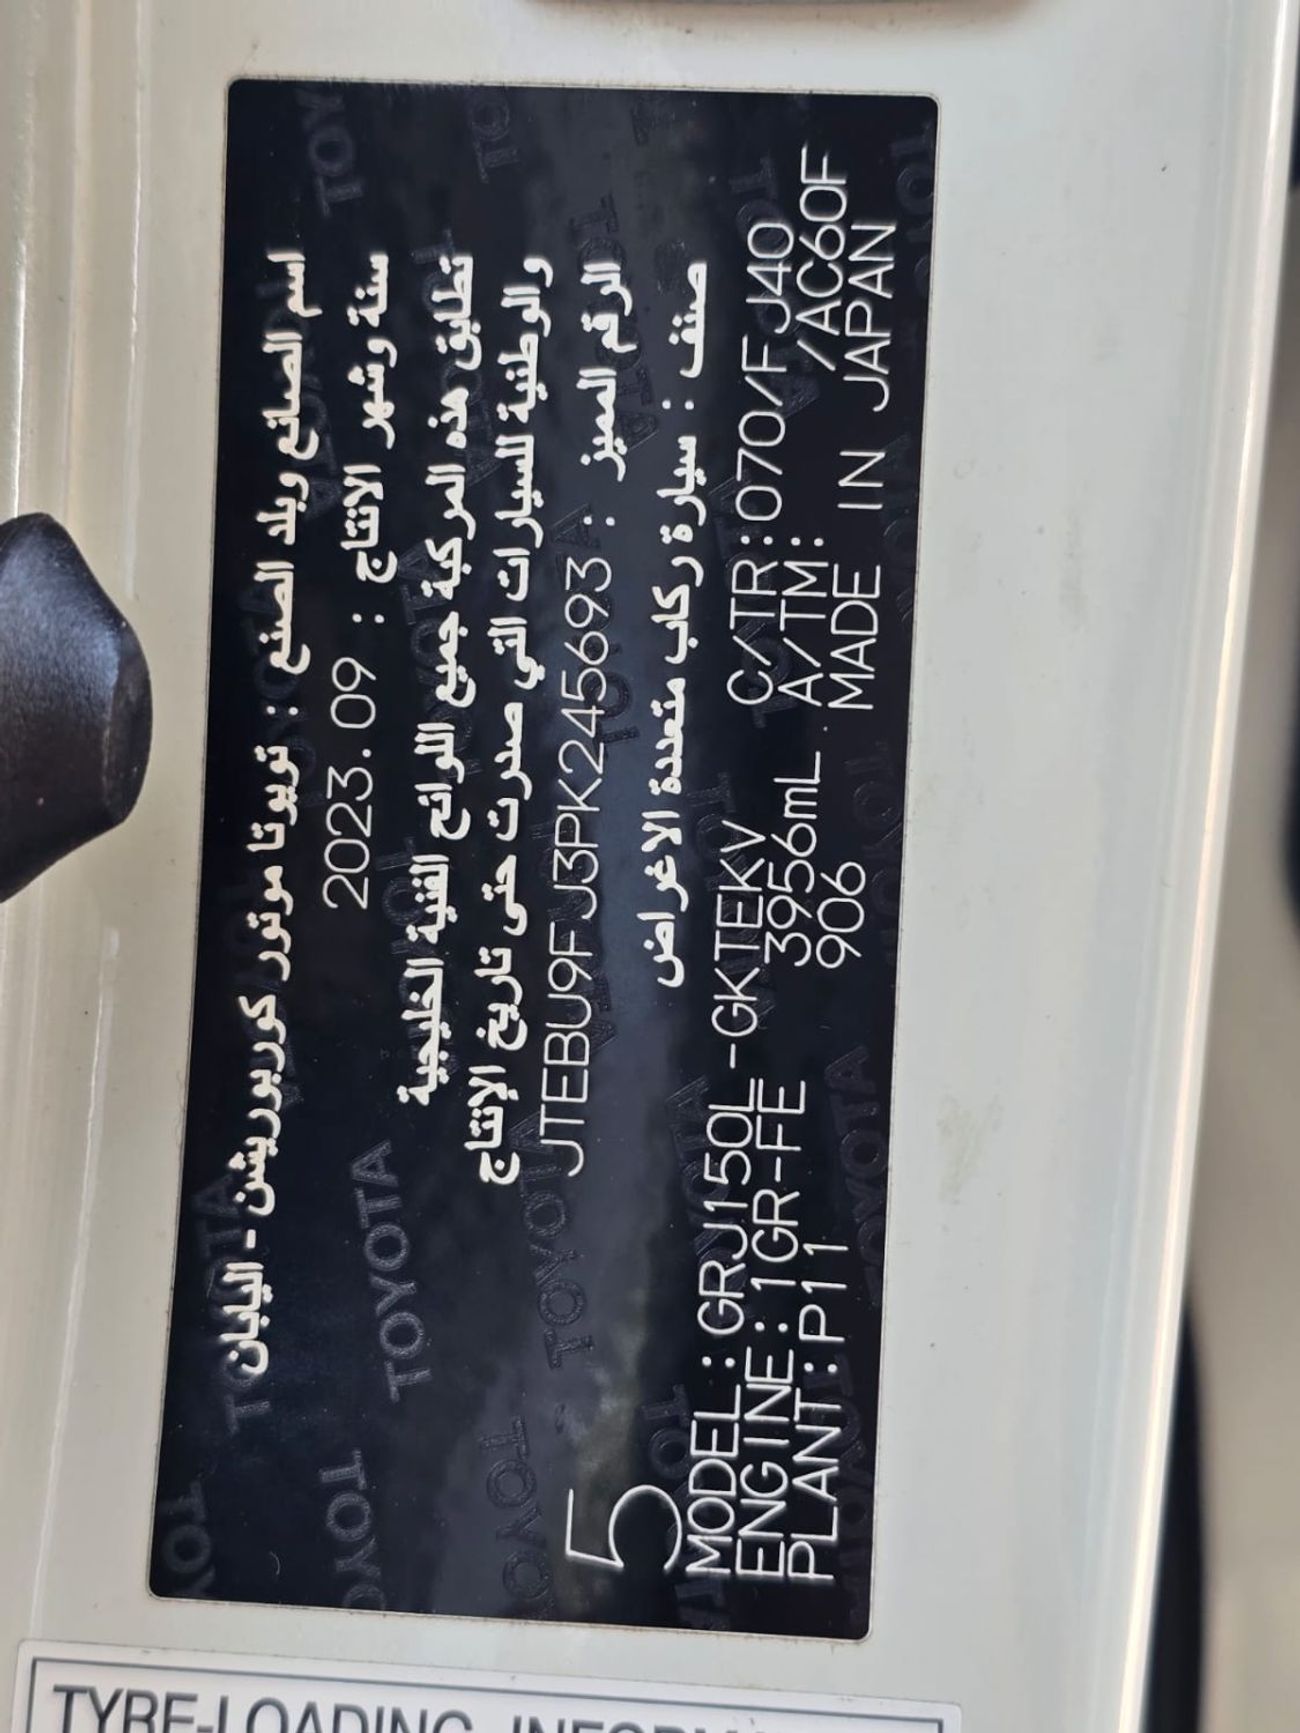 اسم الصانع وبلد الصنع : تويوتا موتور كوربوريشن - اليابان
سنة وشهر الانتاج : 2023.09
تطابق هذه المركبة جميع اللوائح الفنية الخليجية
والوطنية للسيارات التي صدرت حتى تاريخ الإنتاج
الرقم المميز : JTEBU9FJ3PK245693
صنف : سيارة ركاب متعددة الاغراض
5
MODEL:GRJ150L-GKTEKV C/TR:070/FJ40
ENGINE:1GR-FE 3956mL A/TM: /AC60F
PLANT:P11 906 MADE IN JAPAN
TYRE-LOADING